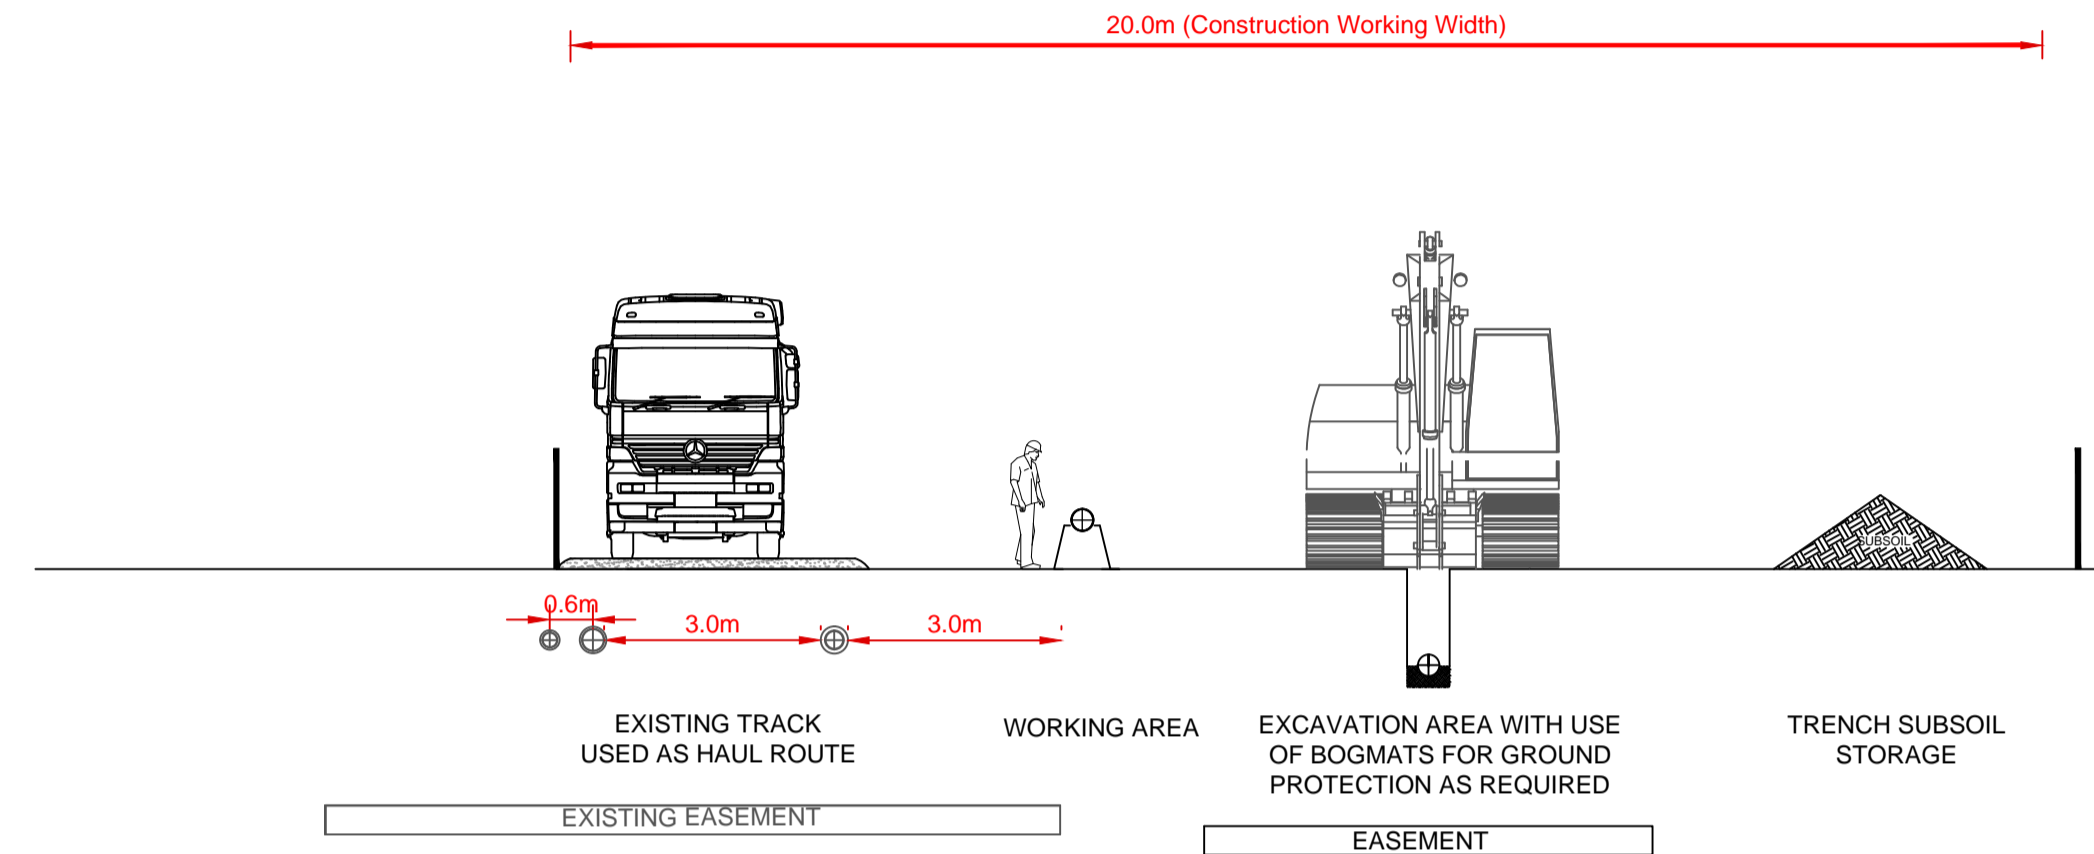 20.0m (Construction Working Width)
SUBSOIL
0.6m
3.0m
3.0m
EXISTING TRACK
USED AS HAUL ROUTE
WORKING AREA
EXCAVATION AREA WITH USE
OF BOGMATS FOR GROUND
PROTECTION AS REQUIRED
TRENCH SUBSOIL
STORAGE
EXISTING EASEMENT
EASEMENT